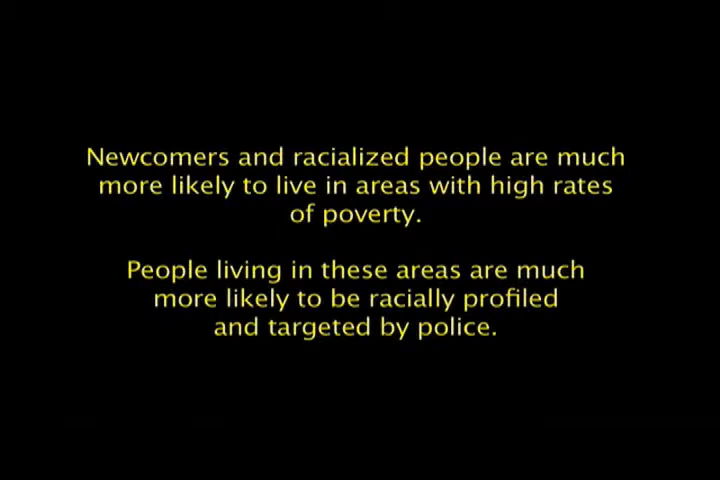 Newcomers and racialized people are much
more likely to live in areas with high rates
of poverty.
People living in these areas are much
more likely to be racially profiled
and targeted by police.